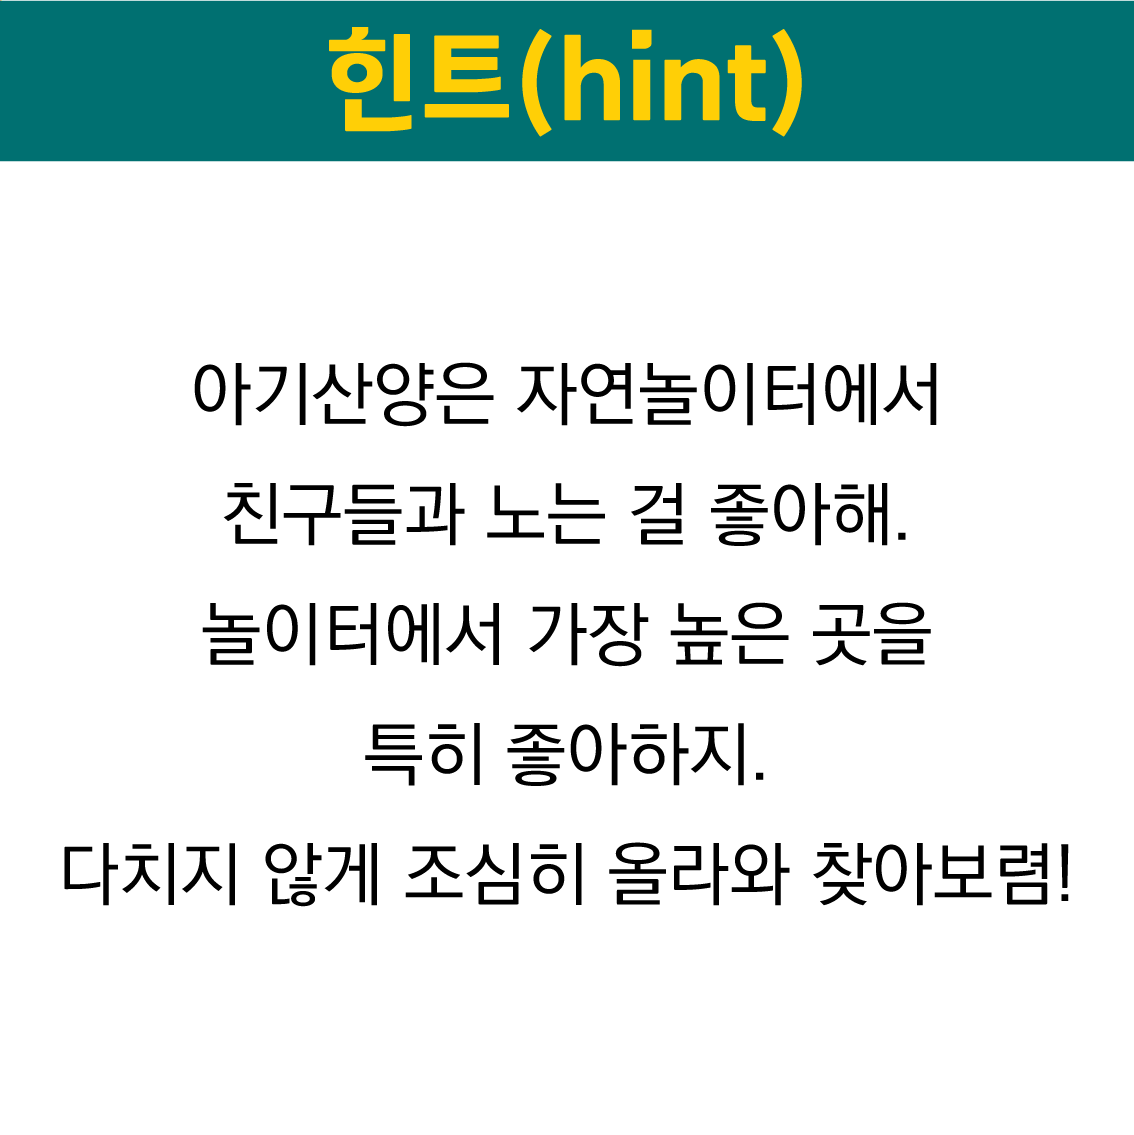 힌트(hint)
아기산양은 자연놀이터에서
친구들과 노는 걸 좋아해.
놀이터에서 가장 높은 곳을
특히 좋아하지.
다치지 않게 조심히 올라와 찾아보렴!